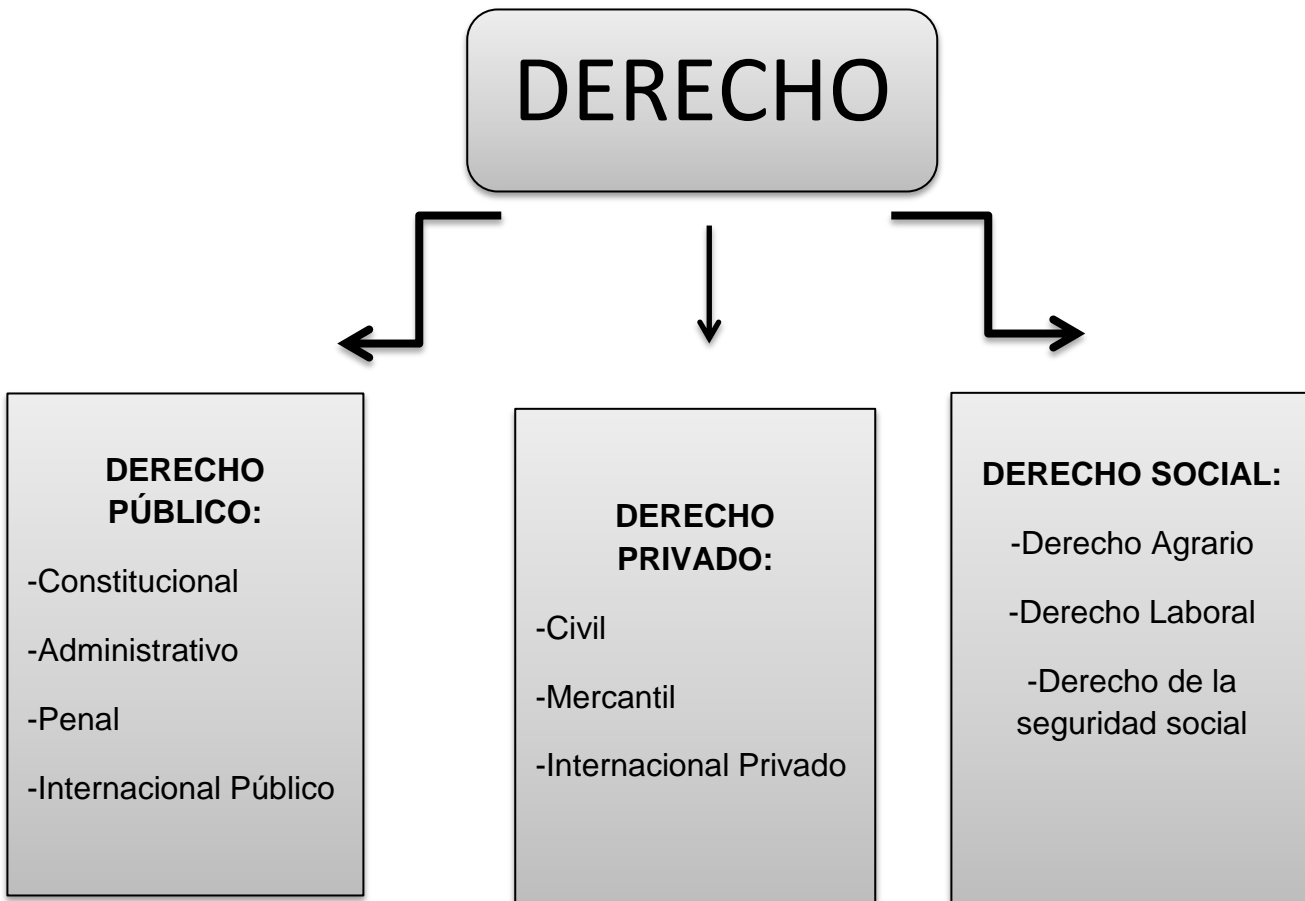 DERECHO
DERECHO
PÚBLICO:
-Constitucional
-Administrativo
-Penal
-Internacional Público
DERECHO
PRIVADO:
-Civil
-Mercantil
-Internacional Privado
DERECHO SOCIAL:
-Derecho Agrario
-Derecho Laboral
-Derecho de la
seguridad social